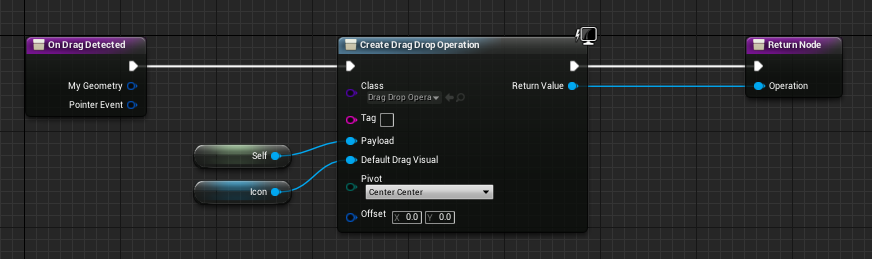 On Drag Detected
My Geometry
Pointer Event
Self
Icon
Create Drag Drop Operation
Class
Drag Drop Opera
Return Value
Tag
Payload
Default Drag Visual
Pivot
Center Center
Offset X 0.0 Y 0.0
Return Node
Operation